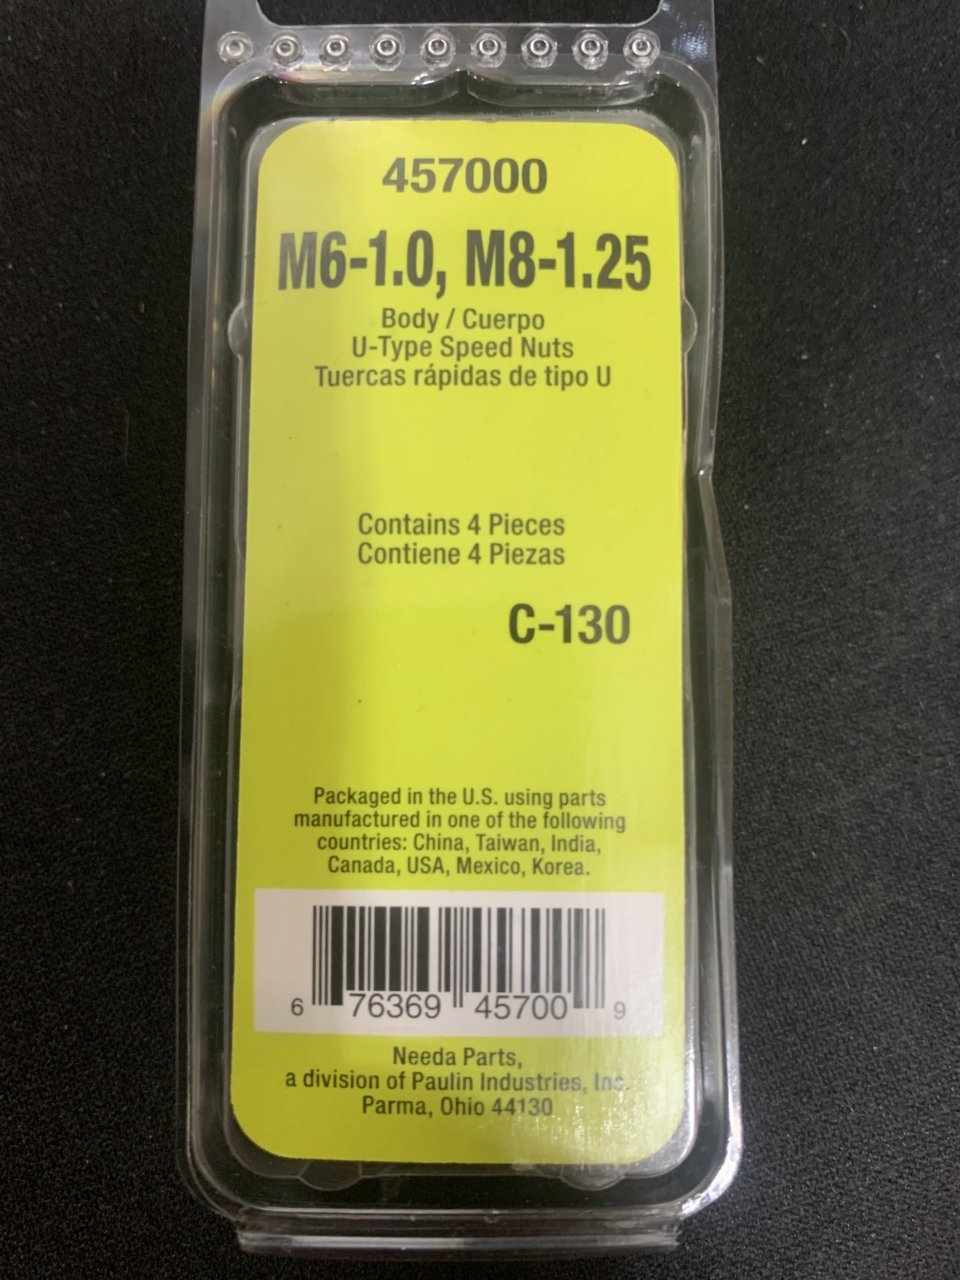 457000
M6-1.0, M8-1.25
Body / Cuerpo
U-Type Speed Nuts
Tuercas rápidas de tipo U
Contains 4 Pieces
Contiene 4 Piezas
C-130
Packaged in the U.S. using parts
manufactured in one of the following
countries: China, Taiwan, India,
Canada, USA, Mexico, Korea.
6 76369 45700 9
Needa Parts,
a division of Paulin Industries, Inc.
Parma, Ohio 44130